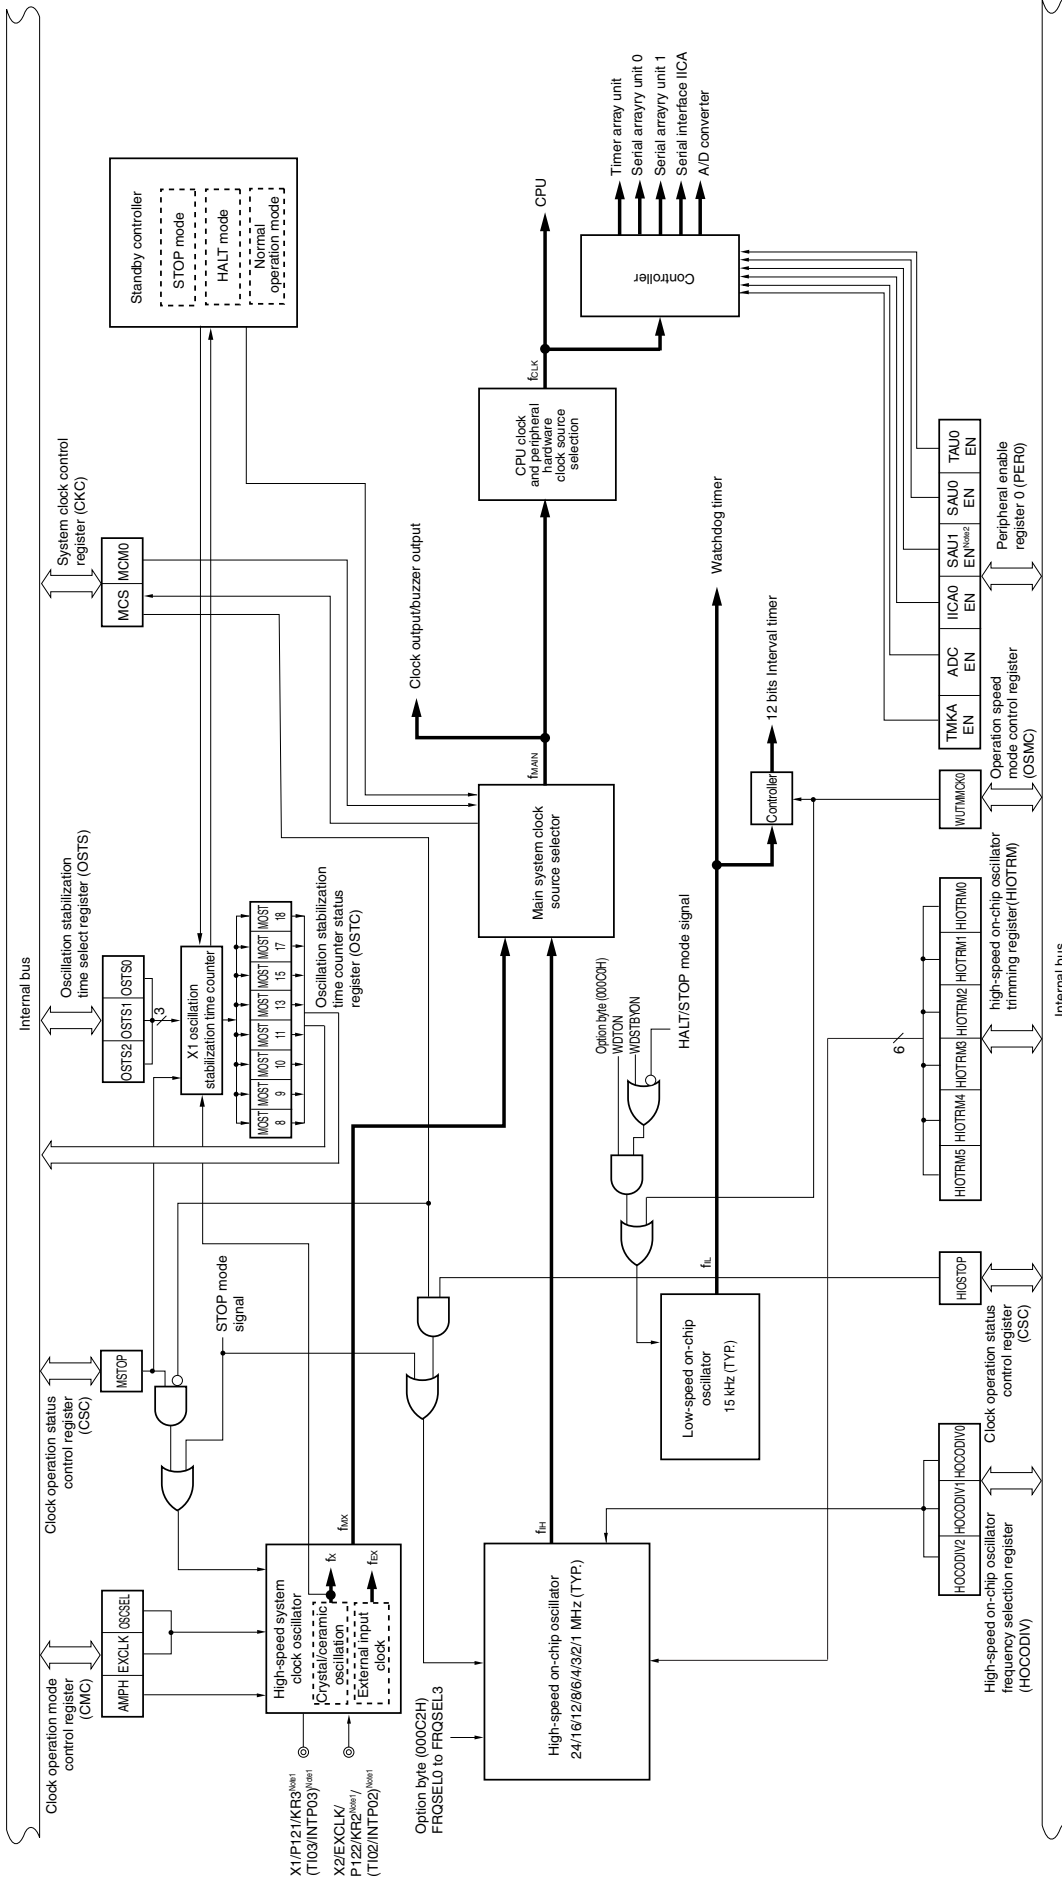 Internal bus
Clock operation mode
control register
(CMC)
AMPH
EXCLK
OSCSEL
Clock operation status
control register
(CSC)
MSTOP
Oscillation stabilization
time select register (OSTS)
OSTS2
OSTS1
OSTS0
3
System clock control
register (CKC)
MCS
MCM0
Standby controller
STOP mode
HALT mode
Normal
operation mode
X1 oscillation
stabilization time counter
MOST
8
MOST
9
MOST
10
MOST
11
MOST
13
MOST
15
MOST
17
MOST
18
Oscillation stabilization
time counter status
register (OSTC)
STOP mode
signal
High-speed system
clock oscillator
Crystal/ceramic
oscillation
External input
clock
fX
fEX
fMX
X1/P121/KR3Note1
(TI03/INTP03)Note1
X2/EXCLK/
P122/KR2Note1/
(TI02/INTP02)Note1
Option byte (000C2H)
FRQSEL0 to FRQSEL3
High-speed on-chip oscillator
24/16/12/8/6/4/3/2/1 MHz (TYP.)
fIH
Main system clock
source selector
fMAIN
Clock output/buzzer output
CPU clock
and peripheral
hardware
clock source
selection
fCLK
CPU
Controller
Timer array unit
Serial arrayry unit 0
Serial arrayry unit 1
Serial interface IICA
A/D converter
Option byte (000C0H)
WDTON
WDSTBYON
HALT/STOP mode signal
Low-speed on-chip
oscillator
15 kHz (TYP.)
fIL
Watchdog timer
Controller
12 bits Interval timer
6
HOCODIV2
HOCODIV1
HOCODIV0
High-speed on-chip oscillator
frequency selection register
(HOCODIV)
HIOSTOP
Clock operation status
control register
(CSC)
HIOTRM5
HIOTRM4
HIOTRM3
HIOTRM2
HIOTRM1
HIOTRM0
high-speed on-chip oscillator
trimming register(HIOTRM)
WUTMMCK0
Operation speed
mode control register
(OSMC)
TMKA
EN
ADC
EN
IICA0
EN
SAU1
ENNote2
SAU0
EN
TAU0
EN
Peripheral enable
register 0 (PER0)
Internal bus